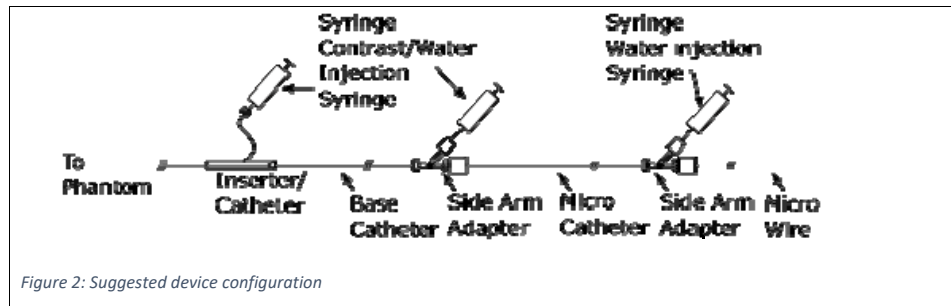 Syringe
Contrast/Water
Injection
Syringe
Syringe
Water injection
Syringe
To
Phantom
Inserter/
Catheter
Base
Catheter
Side Arm
Adapter
Micro
Catheter
Side Arm
Adapter
Micro
Wire
Figure 2: Suggested device configuration